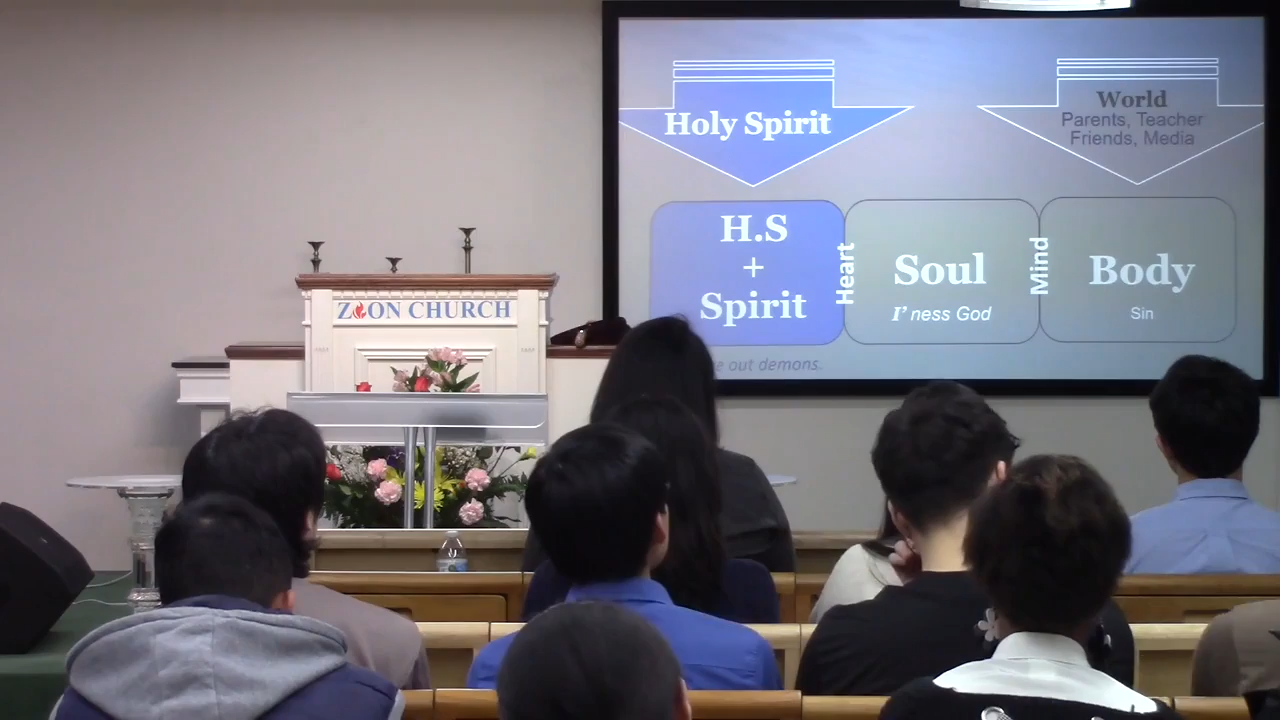 Holy Spirit
World
Parents, Teacher
Friends, Media
H.S
+
Spirit
Heart
Soul
I' ness God
Mind
Body
Sin
out demons.
ZION CHURCH